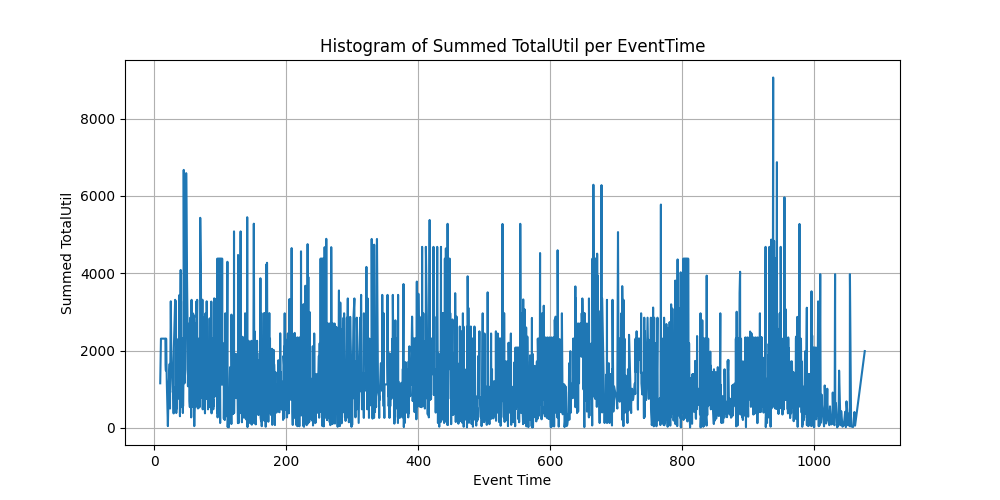 Histogram of Summed TotalUtil per EventTime
Summed TotalUtil
8000
6000
4000
2000
0
0 200 400 600 800 1000
Event Time